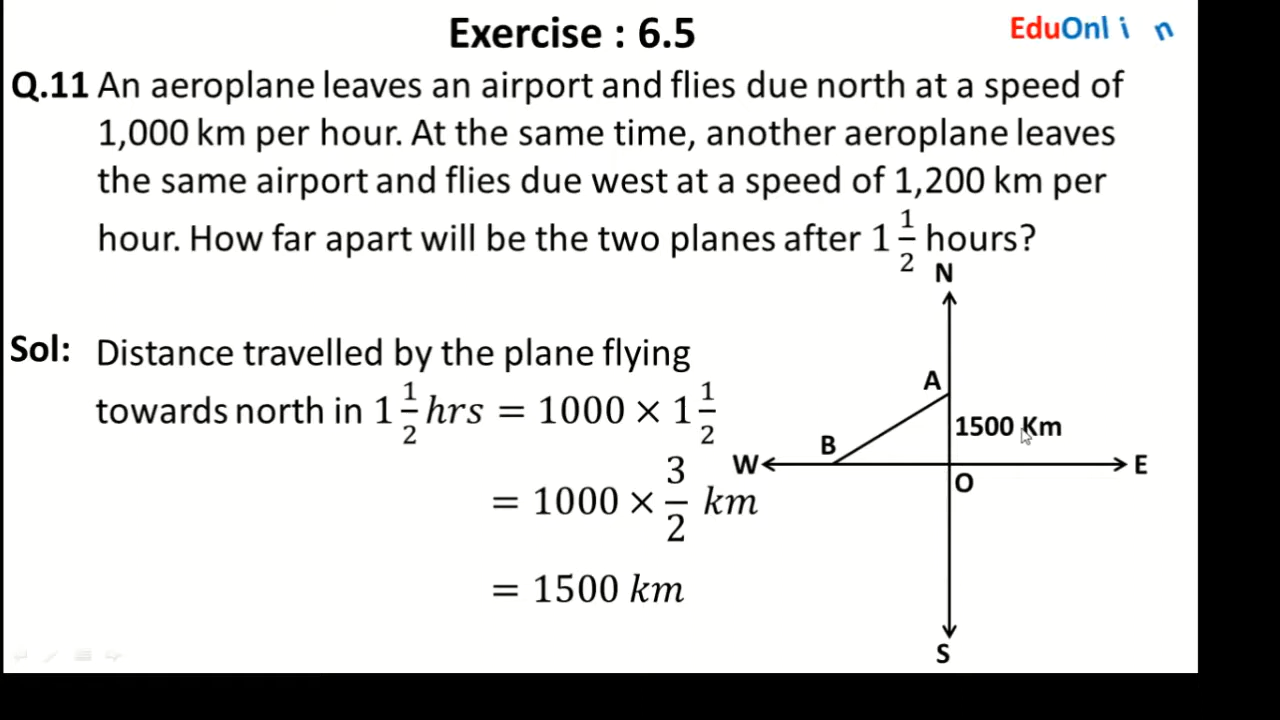 Exercise : 6.5
EduOnl i n
Q.11 An aeroplane leaves an airport and flies due north at a speed of
1,000 km per hour. At the same time, another aeroplane leaves
the same airport and flies due west at a speed of 1,200 km per
hour. How far apart will be the two planes after 1 1/2 hours?
Sol: Distance travelled by the plane flying
towards north in 1 1/2 hrs = 1000 × 1 1/2
= 1000 × 3/2 km
= 1500 km
N
A
1500 Km
B
W
E
O
S